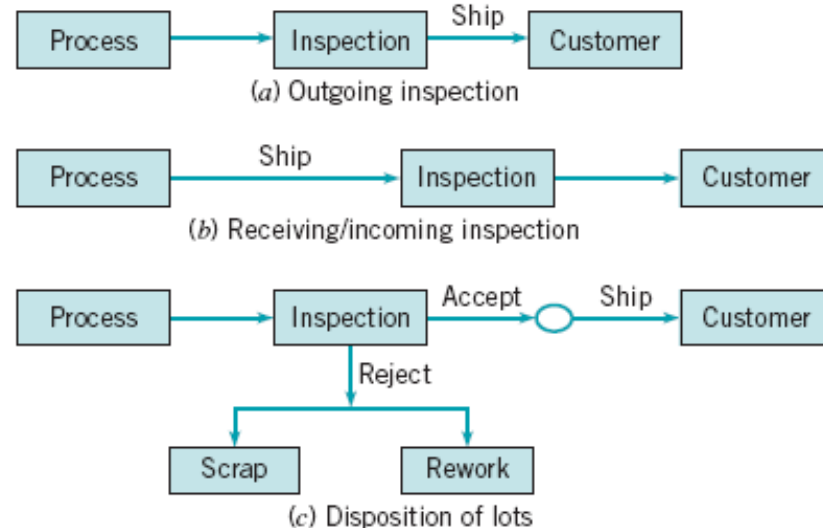 Ship
Process Inspection Customer
(a) Outgoing inspection
Ship
Process Inspection Customer
(b) Receiving/incoming inspection
Accept Ship
Process Inspection Customer
Reject
Scrap Rework
(c) Disposition of lots